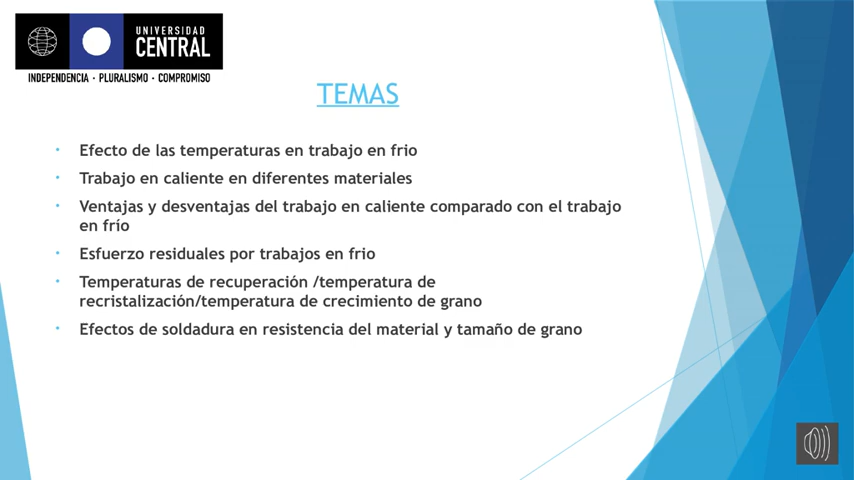 UNIVERSIDAD
CENTRAL
INDEPENDENCIA · PLURALISMO · COMPROMISO
TEMAS
• Efecto de las temperaturas en trabajo en frio
• Trabajo en caliente en diferentes materiales
• Ventajas y desventajas del trabajo en caliente comparado con el trabajo
en frío
• Esfuerzo residuales por trabajos en frio
• Temperaturas de recuperación /temperatura de
recristalización/temperatura de crecimiento de grano
• Efectos de soldadura en resistencia del material y tamaño de grano